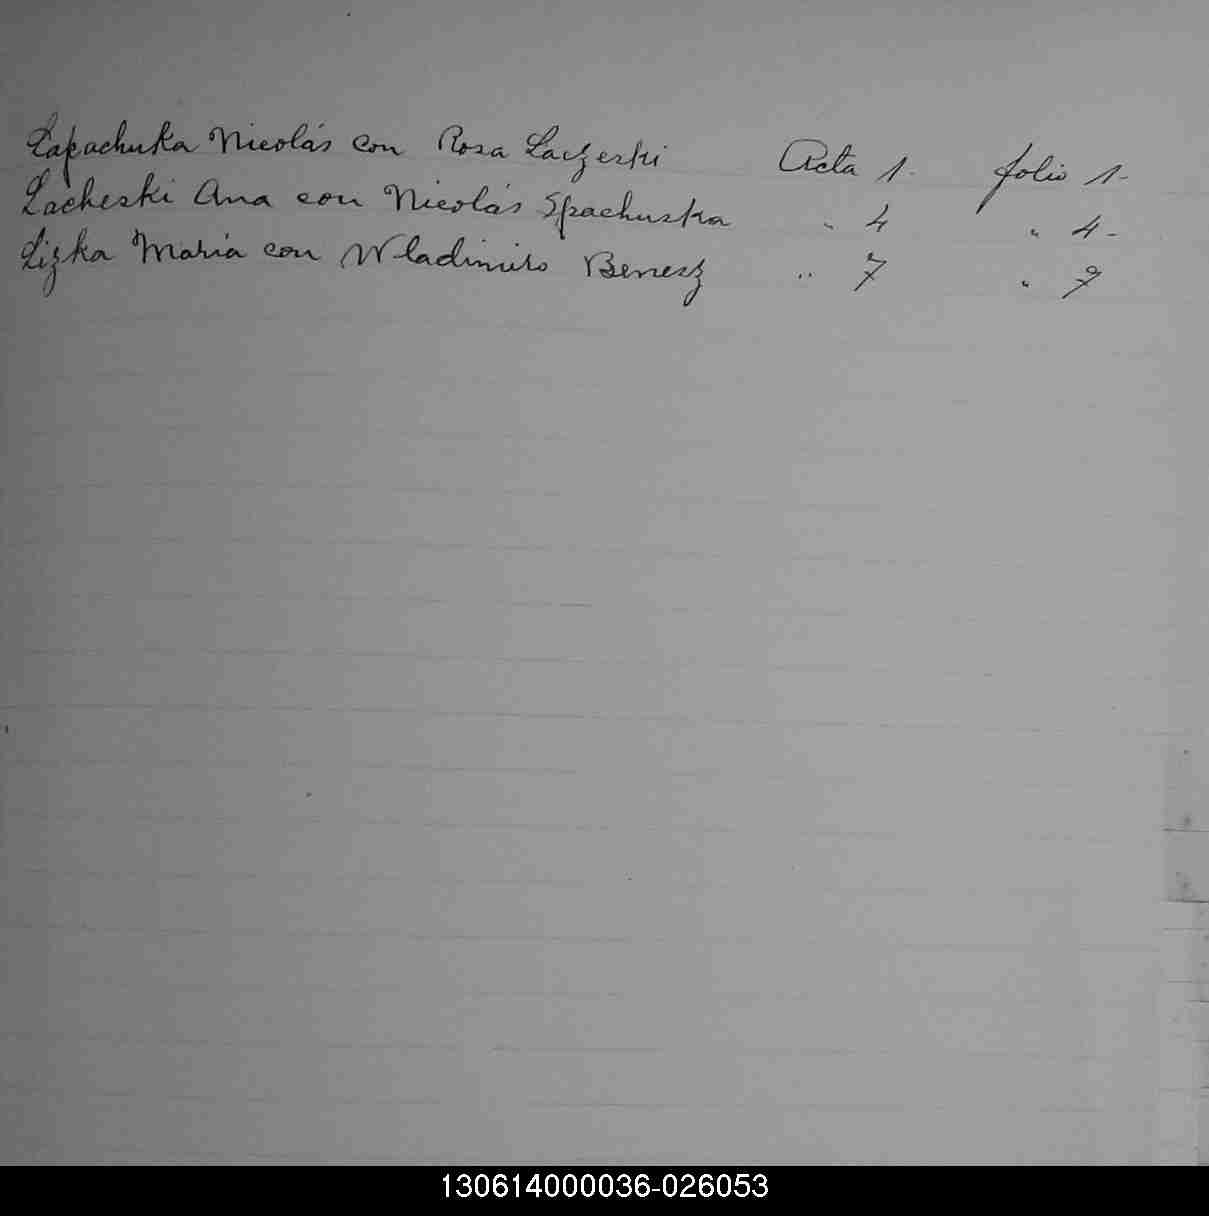 Lapachuka Nicolás con Rosa Laczeski Acta 1. folio 1-
Lacheski Ana con Nicolás Spachuska " 4 " 4-
Lizka María con Wladimiro Benesz " 7 " 7
130614000036-026053